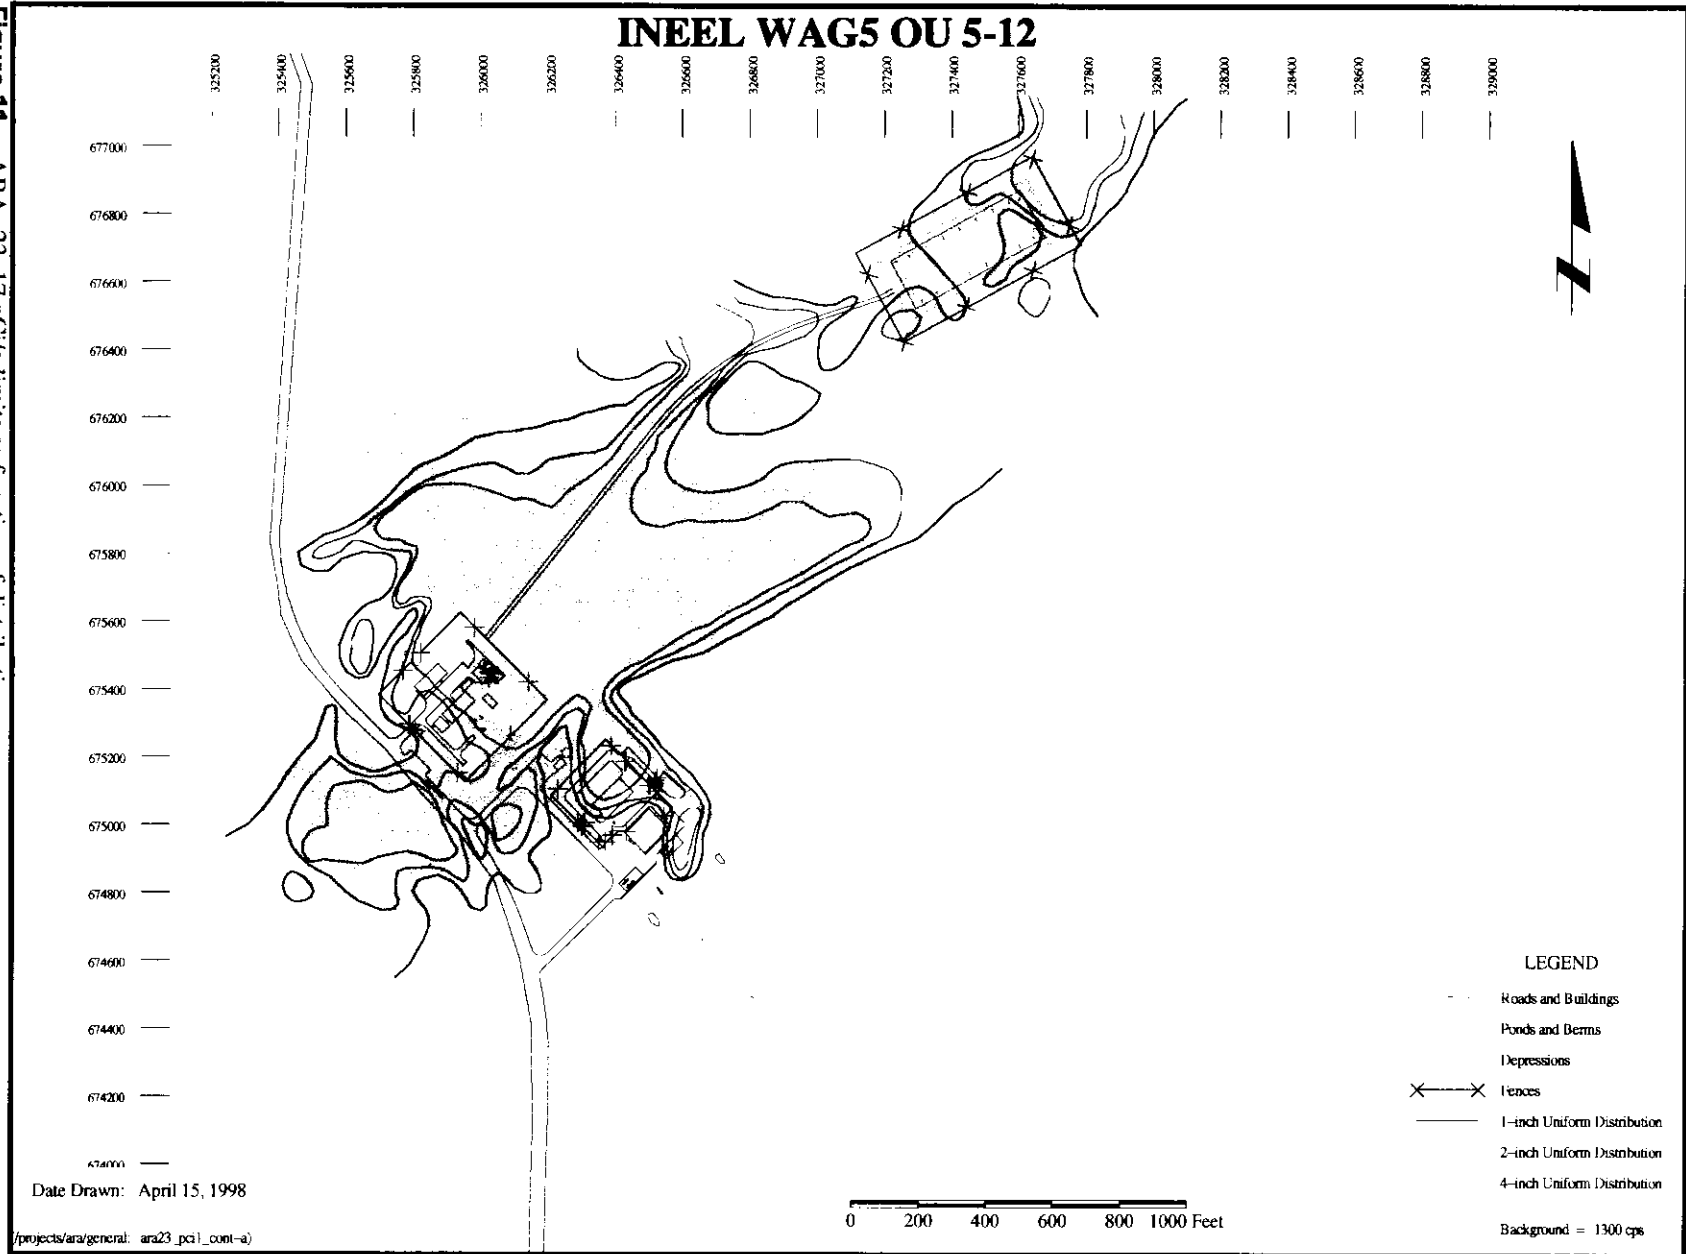 INEEL WAG5 OU 5-12
325200
325400
325600
325800
326000
326200
326400
326600
326800
327000
327200
327400
327600
327800
328000
328200
328400
328600
328800
329000
677000
676800
676600
676400
676200
676000
675800
675600
675400
675200
675000
674800
674600
674400
674200
674000
LEGEND
Roads and Buildings
Ponds and Berms
Depressions
Fences
1-inch Uniform Distribution
2-inch Uniform Distribution
4-inch Uniform Distribution
Background = 1300 cps
Date Drawn: April 15, 1998
0 200 400 600 800 1000 Feet
/projects/ara/general: ara23_pci1_cont-a)